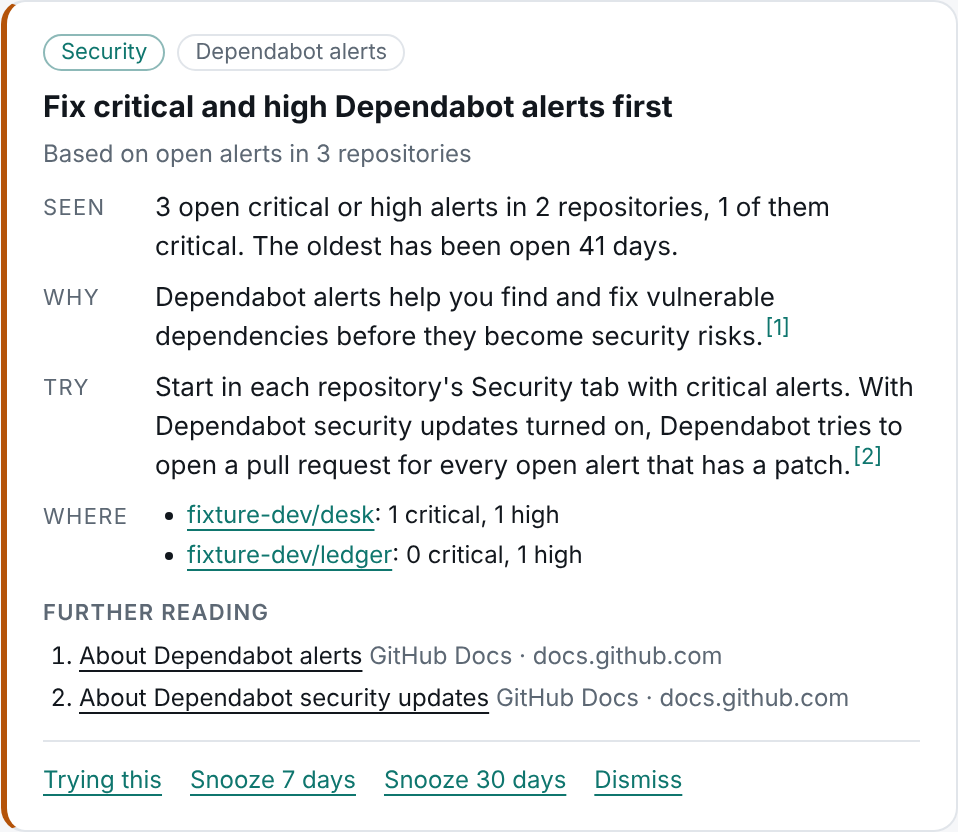 Security
Dependabot alerts
Fix critical and high Dependabot alerts first
Based on open alerts in 3 repositories
SEEN
3 open critical or high alerts in 2 repositories, 1 of them
critical. The oldest has been open 41 days.
WHY
Dependabot alerts help you find and fix vulnerable
dependencies before they become security risks.[1]
TRY
Start in each repository's Security tab with critical alerts. With
Dependabot security updates turned on, Dependabot tries to
open a pull request for every open alert that has a patch.[2]
WHERE
• fixture-dev/desk: 1 critical, 1 high
• fixture-dev/ledger: 0 critical, 1 high
FURTHER READING
1. About Dependabot alerts GitHub Docs · docs.github.com
2. About Dependabot security updates GitHub Docs · docs.github.com
Trying this Snooze 7 days Snooze 30 days Dismiss